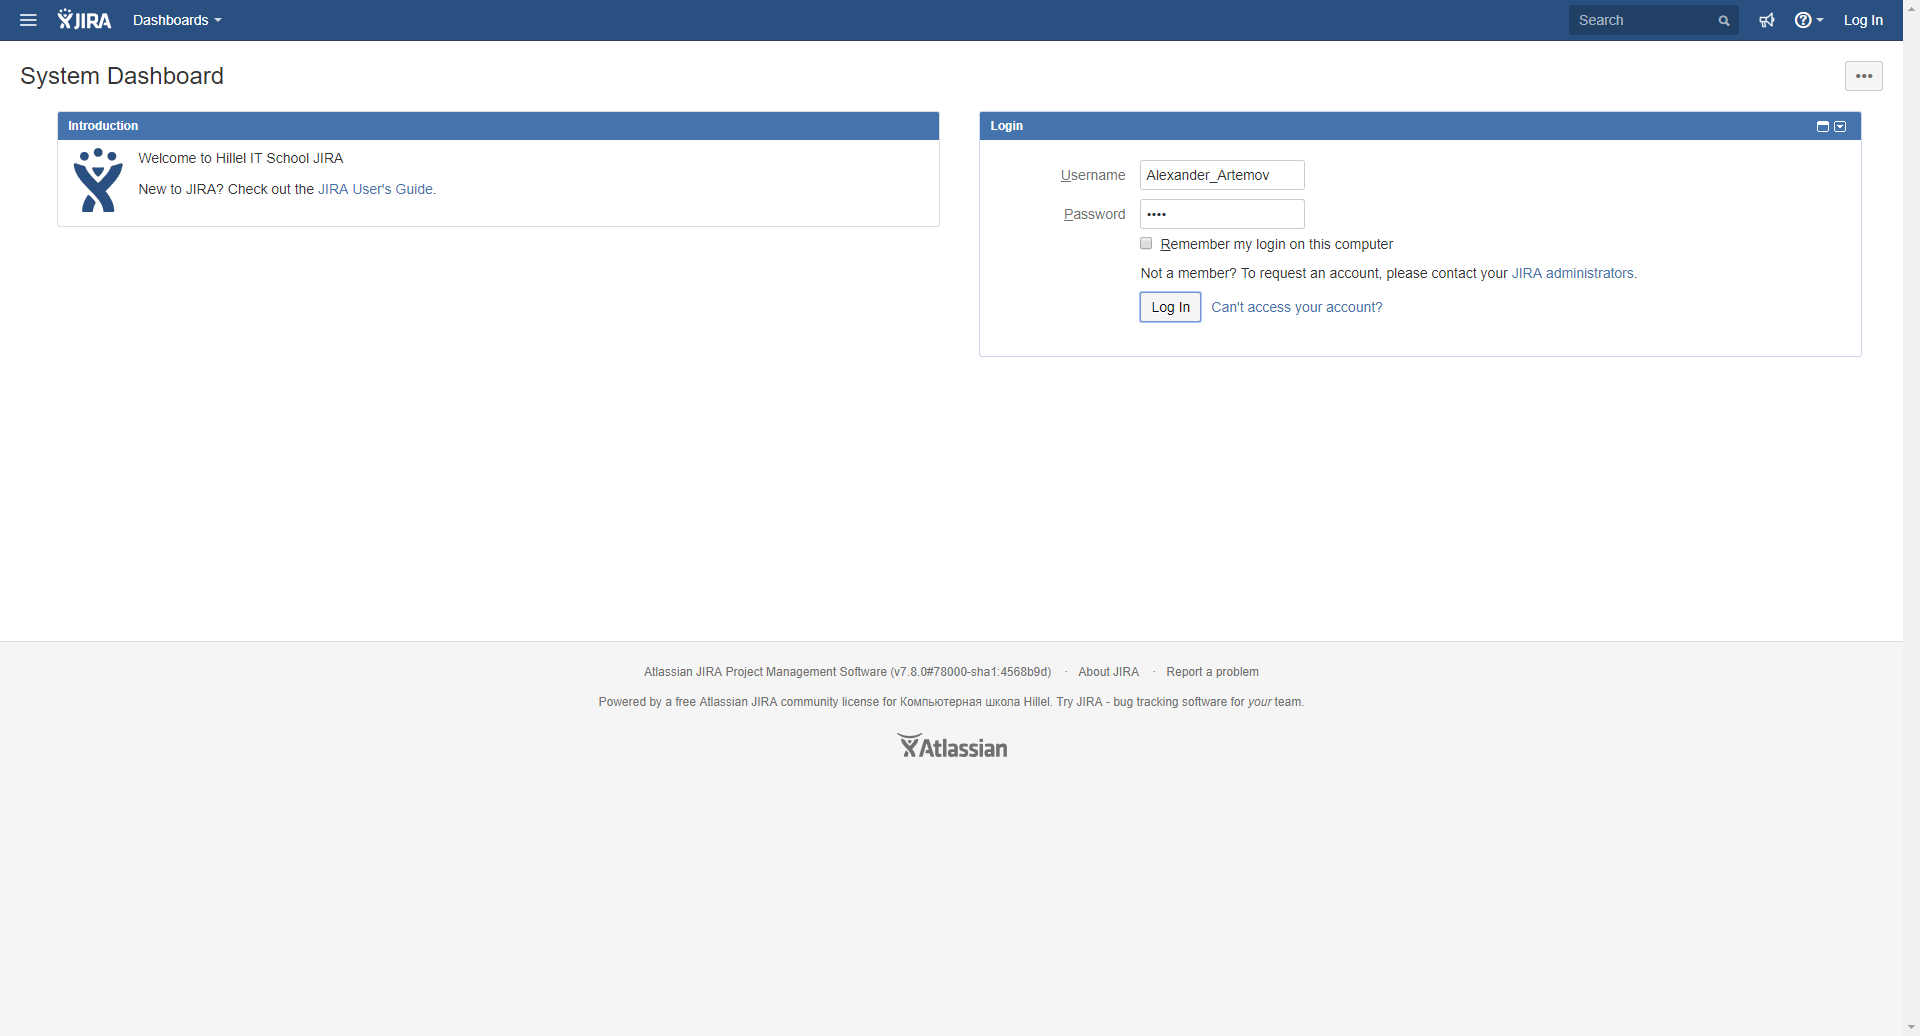 JIRA Dashboards Search Log In
System Dashboard
Introduction
Welcome to Hillel IT School JIRA
New to JIRA? Check out the JIRA User's Guide.
Login
Username Alexander_Artemov
Password ••••
Remember my login on this computer
Not a member? To request an account, please contact your JIRA administrators.
Log In Can't access your account?
Atlassian JIRA Project Management Software (v7.8.0#78000-sha1:4568b9d) · About JIRA · Report a problem
Powered by a free Atlassian JIRA community license for Компьютерная школа Hillel. Try JIRA - bug tracking software for your team.
Atlassian